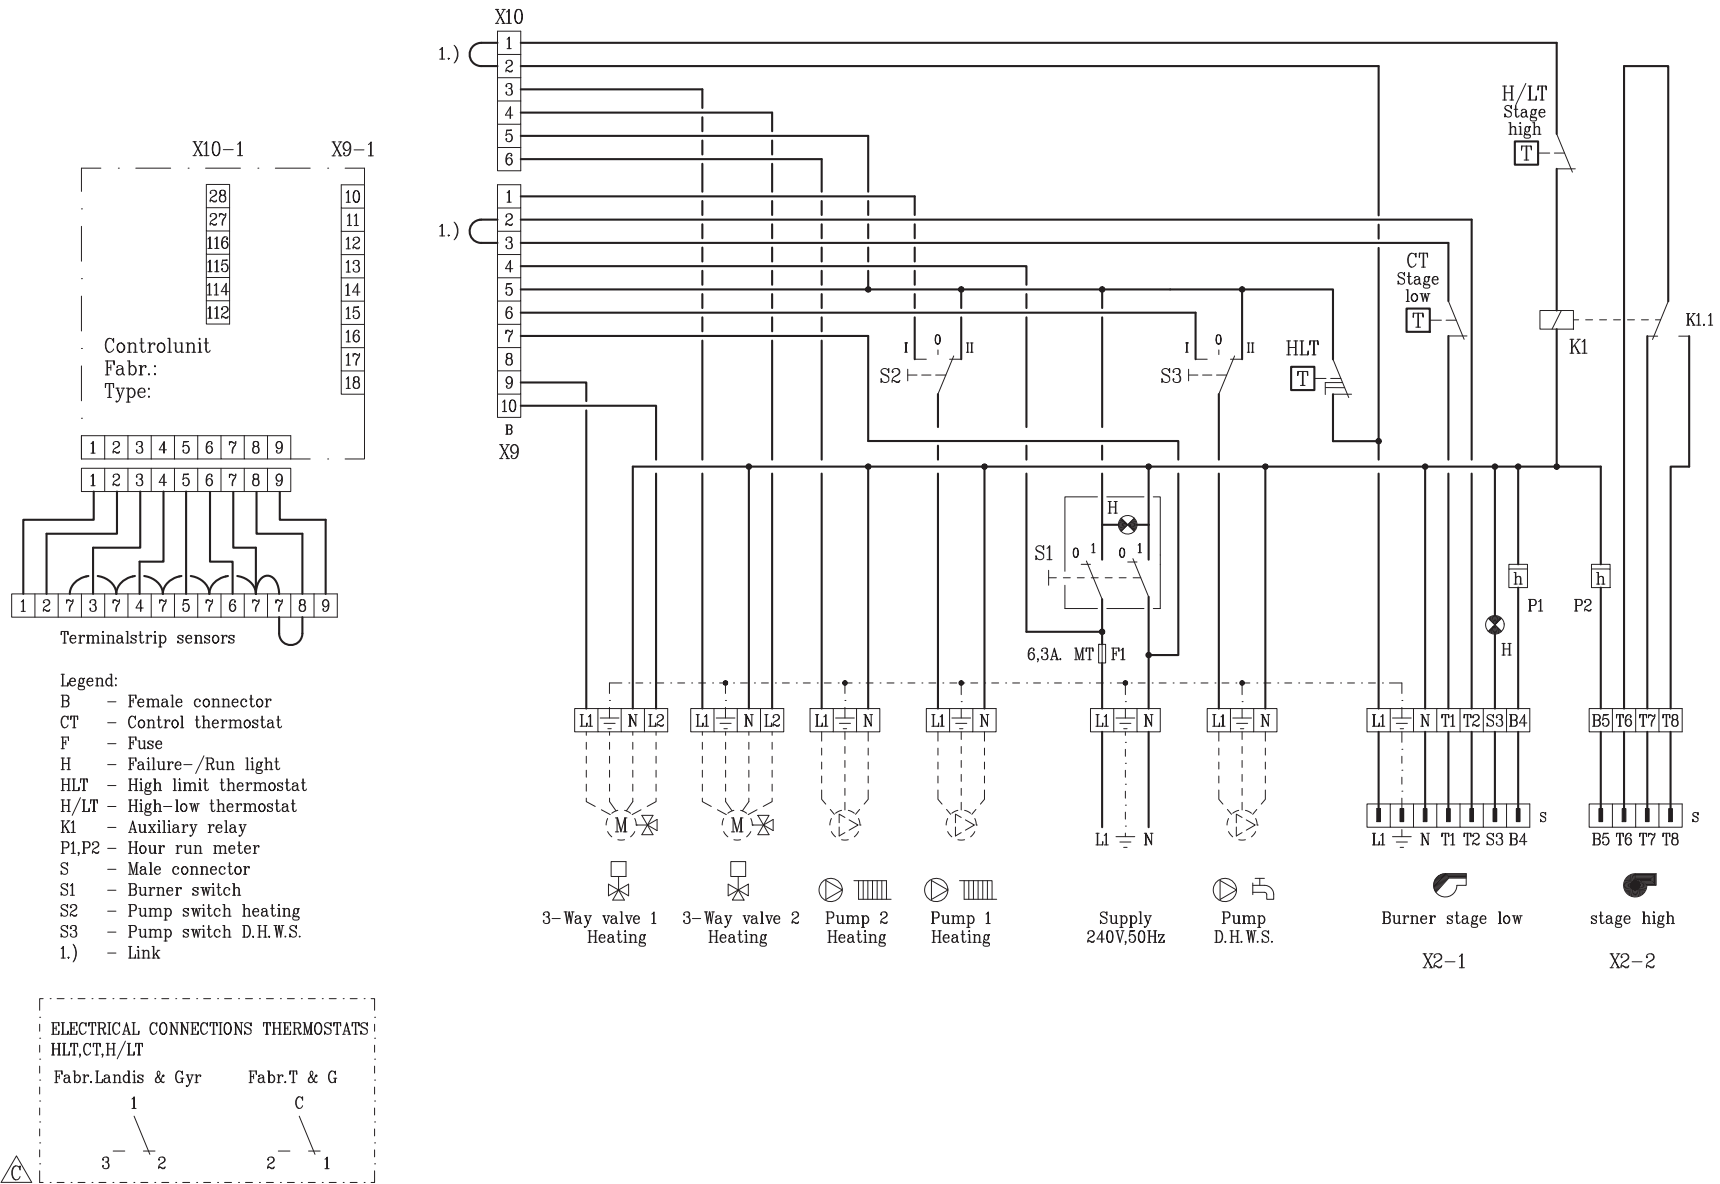 X10
1.)
1
2
3
4
5
6
1.)
1
2
3
4
5
6
7
8
9
10
B
X9
X10-1
X9-1
28
27
116
115
114
112
10
11
12
13
14
15
16
17
18
Controlunit
Fabr.:
Type:
1 2 3 4 5 6 7 8 9
1 2 3 4 5 6 7 8 9
1 2 7 3 7 4 7 5 7 6 7 7 8 9
Terminalstrip sensors
Legend:
B - Female connector
CT - Control thermostat
F - Fuse
H - Failure-/Run light
HLT - High limit thermostat
H/LT - High-low thermostat
K1 - Auxiliary relay
P1,P2 - Hour run meter
S - Male connector
S1 - Burner switch
S2 - Pump switch heating
S3 - Pump switch D.H.W.S.
1.) - Link
ELECTRICAL CONNECTIONS THERMOSTATS
HLT,CT,H/LT
Fabr.Landis & Gyr Fabr.T & G
1 C
3 2 2 1
C
H/LT
Stage
high
T
CT
Stage
low
T
K1
K1.1
I 0 II
S2
I 0 II
S3
HLT
T
H
S1 0 1 0 1
6,3A. MT F1
h
P1
h
P2
H
L1 N L2
L1 N L2
L1 N
L1 N
L1 N
L1 N
L1 N T1 T2 S3 B4
B5 T6 T7 T8
M
M
S
S
L1 N
L1 N T1 T2 S3 B4
B5 T6 T7 T8
3-Way valve 1
Heating
3-Way valve 2
Heating
Pump 2
Heating
Pump 1
Heating
Supply
240V,50Hz
Pump
D.H.W.S.
Burner stage low
stage high
X2-1
X2-2